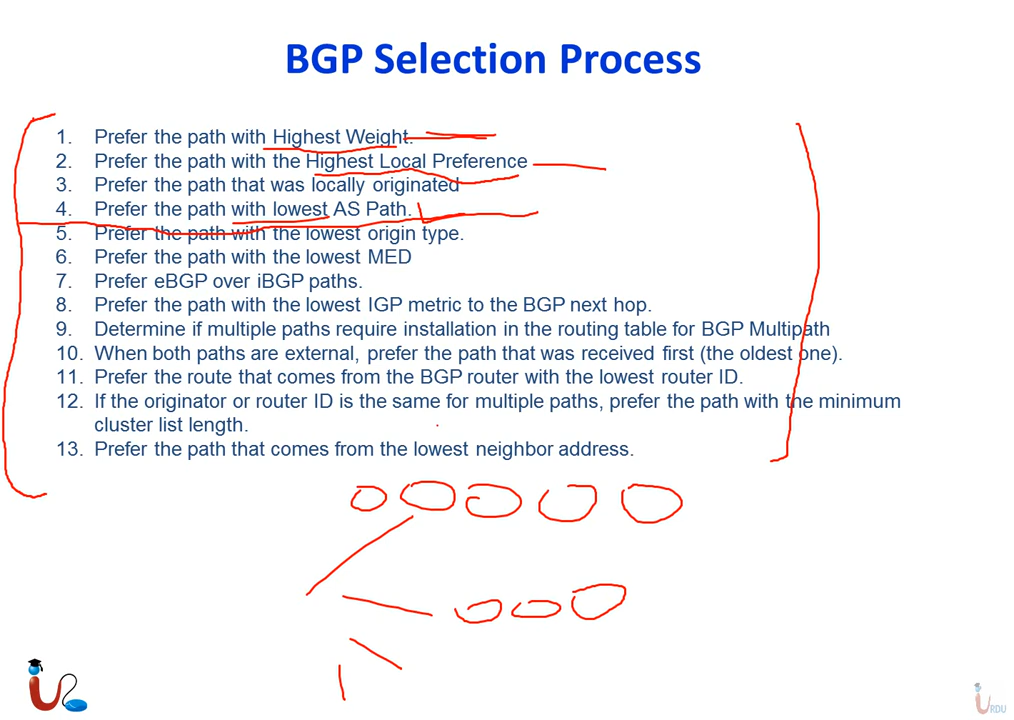 BGP Selection Process
1. Prefer the path with Highest Weight.
2. Prefer the path with the Highest Local Preference
3. Prefer the path that was locally originated
4. Prefer the path with lowest AS Path.
5. Prefer the path with the lowest origin type.
6. Prefer the path with the lowest MED
7. Prefer eBGP over iBGP paths.
8. Prefer the path with the lowest IGP metric to the BGP next hop.
9. Determine if multiple paths require installation in the routing table for BGP Multipath
10. When both paths are external, prefer the path that was received first (the oldest one).
11. Prefer the route that comes from the BGP router with the lowest router ID.
12. If the originator or router ID is the same for multiple paths, prefer the path with the minimum
cluster list length.
13. Prefer the path that comes from the lowest neighbor address.
URDU